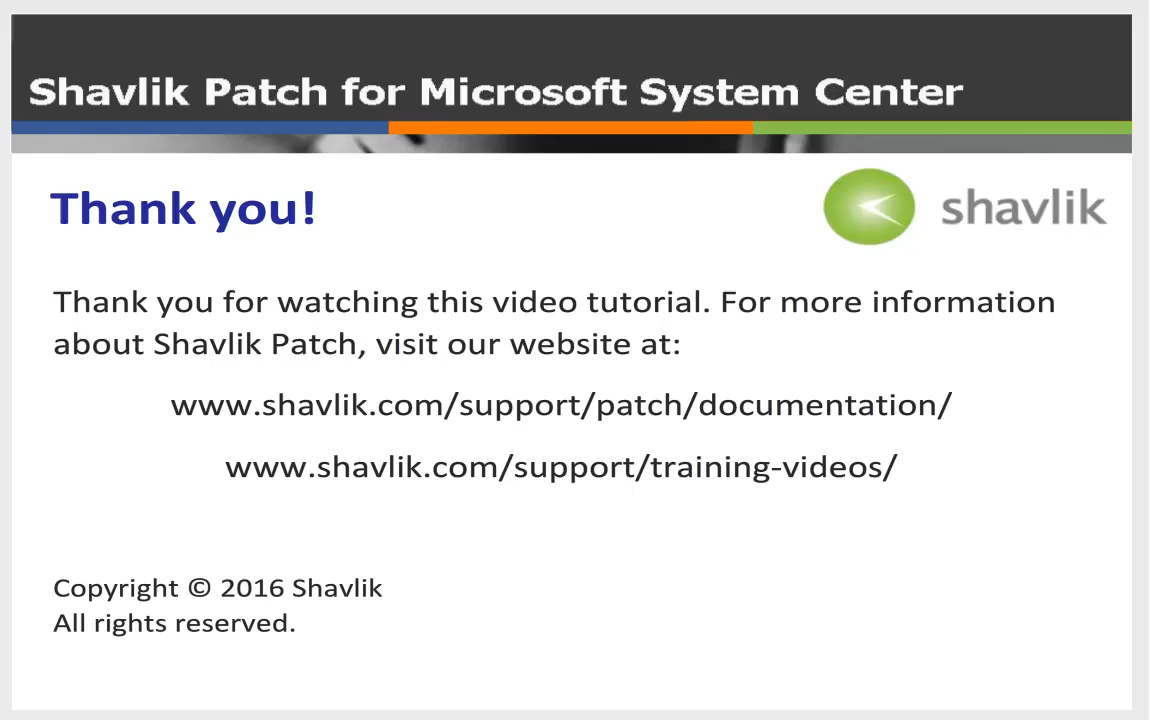 Shavlik Patch for Microsoft System Center
Thank you!
shavlik
Thank you for watching this video tutorial. For more information
about Shavlik Patch, visit our website at:
www.shavlik.com/support/patch/documentation/
www.shavlik.com/support/training-videos/
Copyright © 2016 Shavlik
All rights reserved.